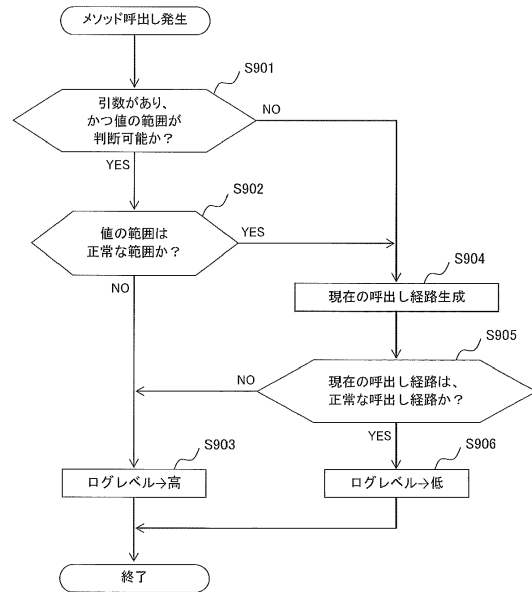 メソッド呼出し発生
S901
引数があり、
かつ値の範囲が
判断可能か？
NO
YES
S902
値の範囲は
正常な範囲か？
YES
NO
S904
現在の呼出し経路生成
S905
現在の呼出し経路は、
正常な呼出し経路か？
NO
YES
S903
ログレベル→高
S906
ログレベル→低
終了